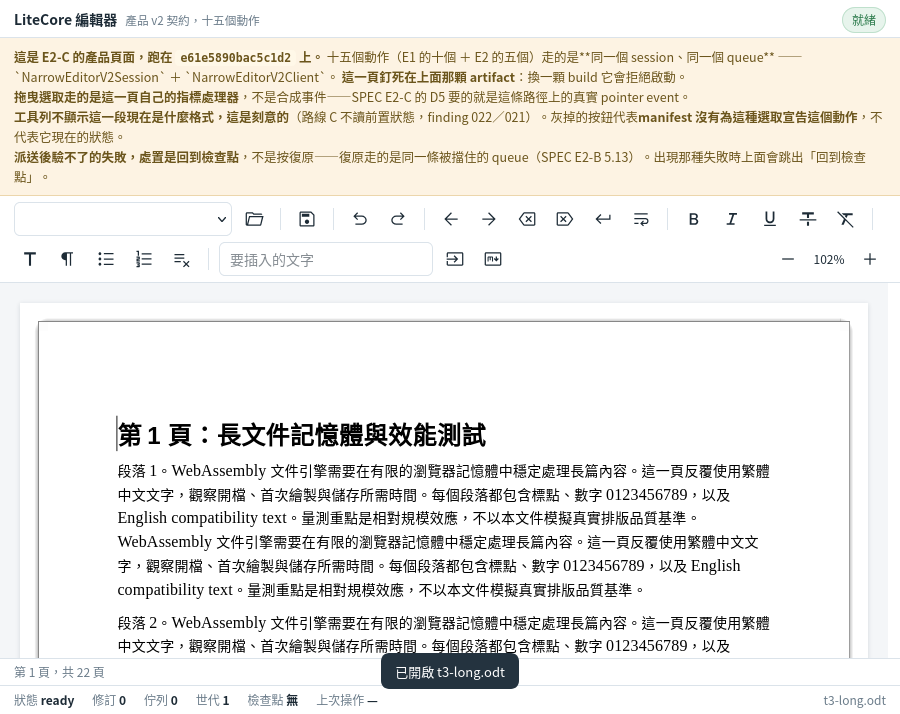 LiteCore 編輯器 產品 v2 契約，十五個動作 就緒
這是 E2-C 的產品頁面，跑在 e61e5890bac5c1d2 上。 十五個動作（E1 的十個 ＋ E2 的五個）走的是**同一個 session、同一個 queue** ——
`NarrowEditorV2Session` ＋ `NarrowEditorV2Client`。 這一頁釘死在上面那顆 artifact：換一顆 build 它會拒絕啟動。
拖曳選取走的是這一頁自己的指標處理器，不是合成事件——SPEC E2-C 的 D5 要的就是這條路徑上的真實 pointer event。
工具列不顯示這一段現在是什麼格式，這是刻意的（路線 C 不讀前置狀態，finding 022／021）。灰掉的按鈕代表manifest 沒有為這種選取宣告這個動作，不
代表它現在的狀態。
派送後驗不了的失敗，處置是回到檢查點，不是按復原——復原走的是同一條被擋住的 queue（SPEC E2-B 5.13）。出現那種失敗時上面會跳出「回到檢查
點」。
要插入的文字 102%
第 1 頁：長文件記憶體與效能測試
段落 1。WebAssembly 文件引擎需要在有限的瀏覽器記憶體中穩定處理長篇內容。這一頁反覆使用繁體
中文文字，觀察開檔、首次繪製與儲存所需時間。每個段落都包含標點、數字 0123456789，以及
English compatibility text。量測重點是相對規模效應，不以本文件模擬真實排版品質基準。
WebAssembly 文件引擎需要在有限的瀏覽器記憶體中穩定處理長篇內容。這一頁反覆使用繁體中文文
字，觀察開檔、首次繪製與儲存所需時間。每個段落都包含標點、數字 0123456789，以及 English
compatibility text。量測重點是相對規模效應，不以本文件模擬真實排版品質基準。
段落 2。WebAssembly 文件引擎需要在有限的瀏覽器記憶體中穩定處理長篇內容。這一頁反覆使用繁體
中文文字，觀察開檔、首次繪製與儲存所需時間。每個段落都包含標點、數字 0123456789，以及
第 1 頁，共 22 頁
已開啟 t3-long.odt
狀態 ready 修訂 0 佇列 0 世代 1 檢查點 無 上次操作 — t3-long.odt